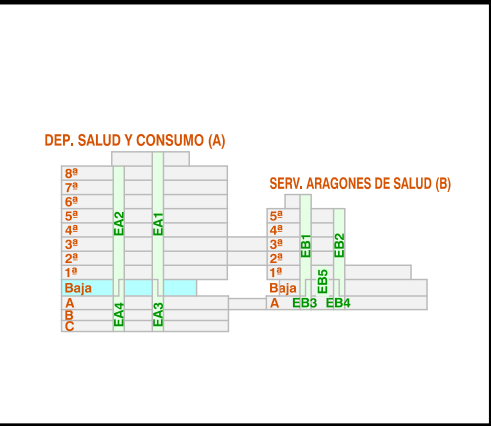 DEP. SALUD Y CONSUMO (A)
8ª
7ª
6ª
5ª
4ª
3ª
2ª
1ª
Baja
A
B
C
EA2
EA1
EA4
EA3
SERV. ARAGONES DE SALUD (B)
5ª
4ª
3ª
2ª
1ª
Baja
A
EB1
EB2
EB5
EB3
EB4